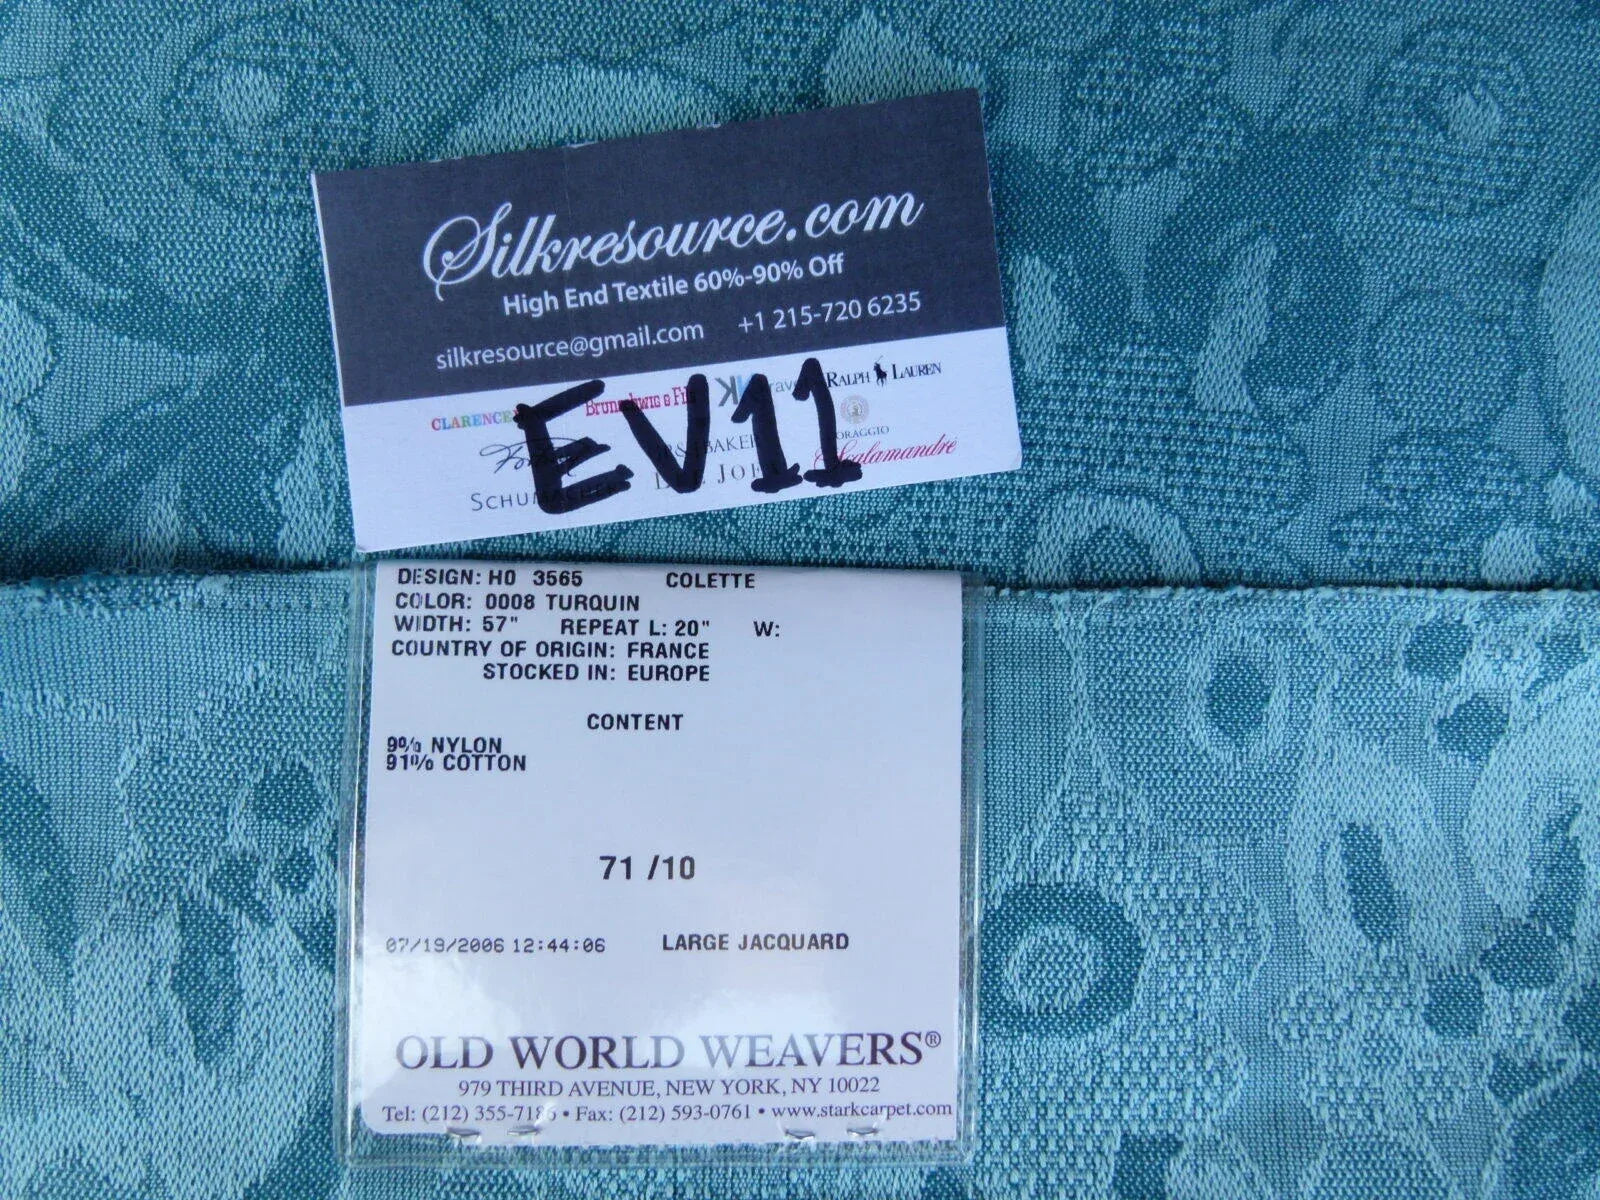 Silkresource.com
High End Textile 60%-90% Off
silkresource@gmail.com +1 215-720 6235
CLARENCE RALPH LAUREN
EV11
SCHUMACHER Scalamandré
DESIGN: HO 3565 COLETTE
COLOR: 0008 TURQUIN
WIDTH: 57" REPEAT L: 20" W:
COUNTRY OF ORIGIN: FRANCE
STOCKED IN: EUROPE
CONTENT
9% NYLON
91% COTTON
71 /10
07/19/2006 12:44:06 LARGE JACQUARD
OLD WORLD WEAVERS®
979 THIRD AVENUE, NEW YORK, NY 10022
Tel: (212) 355-7186 • Fax: (212) 593-0761 • www.starkcarpet.com